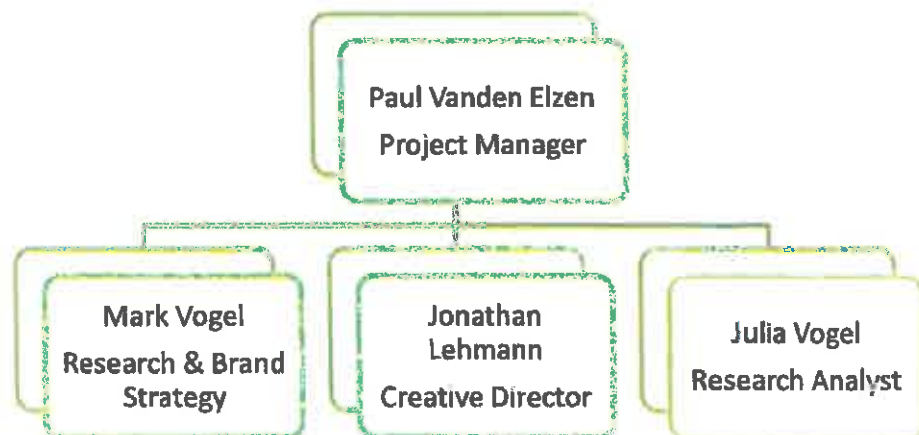 Paul Vanden Elzen
Project Manager
Mark Vogel
Research & Brand
Strategy
Jonathan
Lehmann
Creative Director
Julia Vogel
Research Analyst